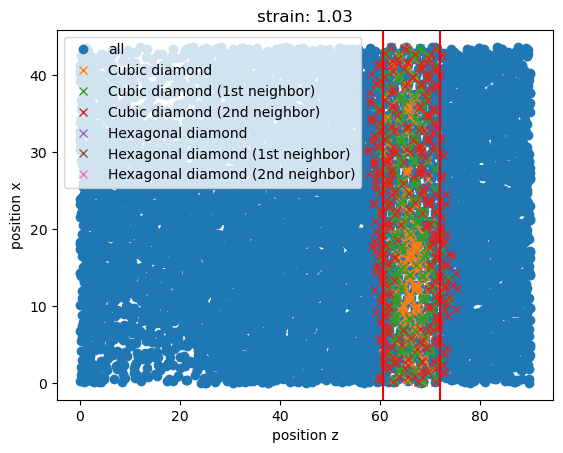 strain: 1.03
all
Cubic diamond
Cubic diamond (1st neighbor)
Cubic diamond (2nd neighbor)
Hexagonal diamond
Hexagonal diamond (1st neighbor)
Hexagonal diamond (2nd neighbor)
position x
40
30
20
10
0
0 20 40 60 80
position z